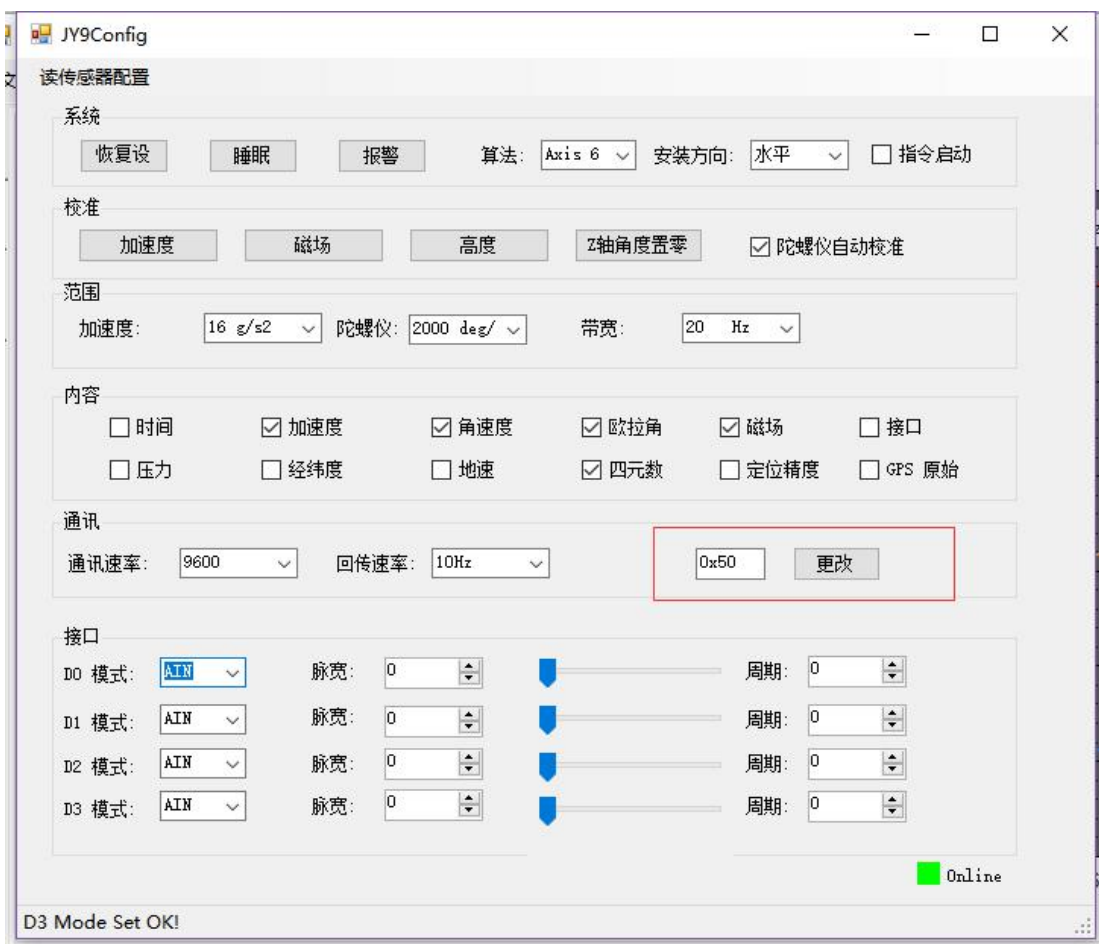 JY9Config
读传感器配置
系统
恢复设 睡眠 报警 算法: Axis 6 安装方向: 水平 指令启动
校准
加速度 磁场 高度 Z轴角度置零 陀螺仪自动校准
范围
加速度: 16 g/s2 陀螺仪: 2000 deg/ 带宽: 20 Hz
内容
时间 加速度 角速度 欧拉角 磁场 接口
压力 经纬度 地速 四元数 定位精度 GPS 原始
通讯
通讯速率: 9600 回传速率: 10Hz 0x50 更改
接口
D0 模式: AIN 脉宽: 0 周期: 0
D1 模式: AIN 脉宽: 0 周期: 0
D2 模式: AIN 脉宽: 0 周期: 0
D3 模式: AIN 脉宽: 0 周期: 0
Online
D3 Mode Set OK!